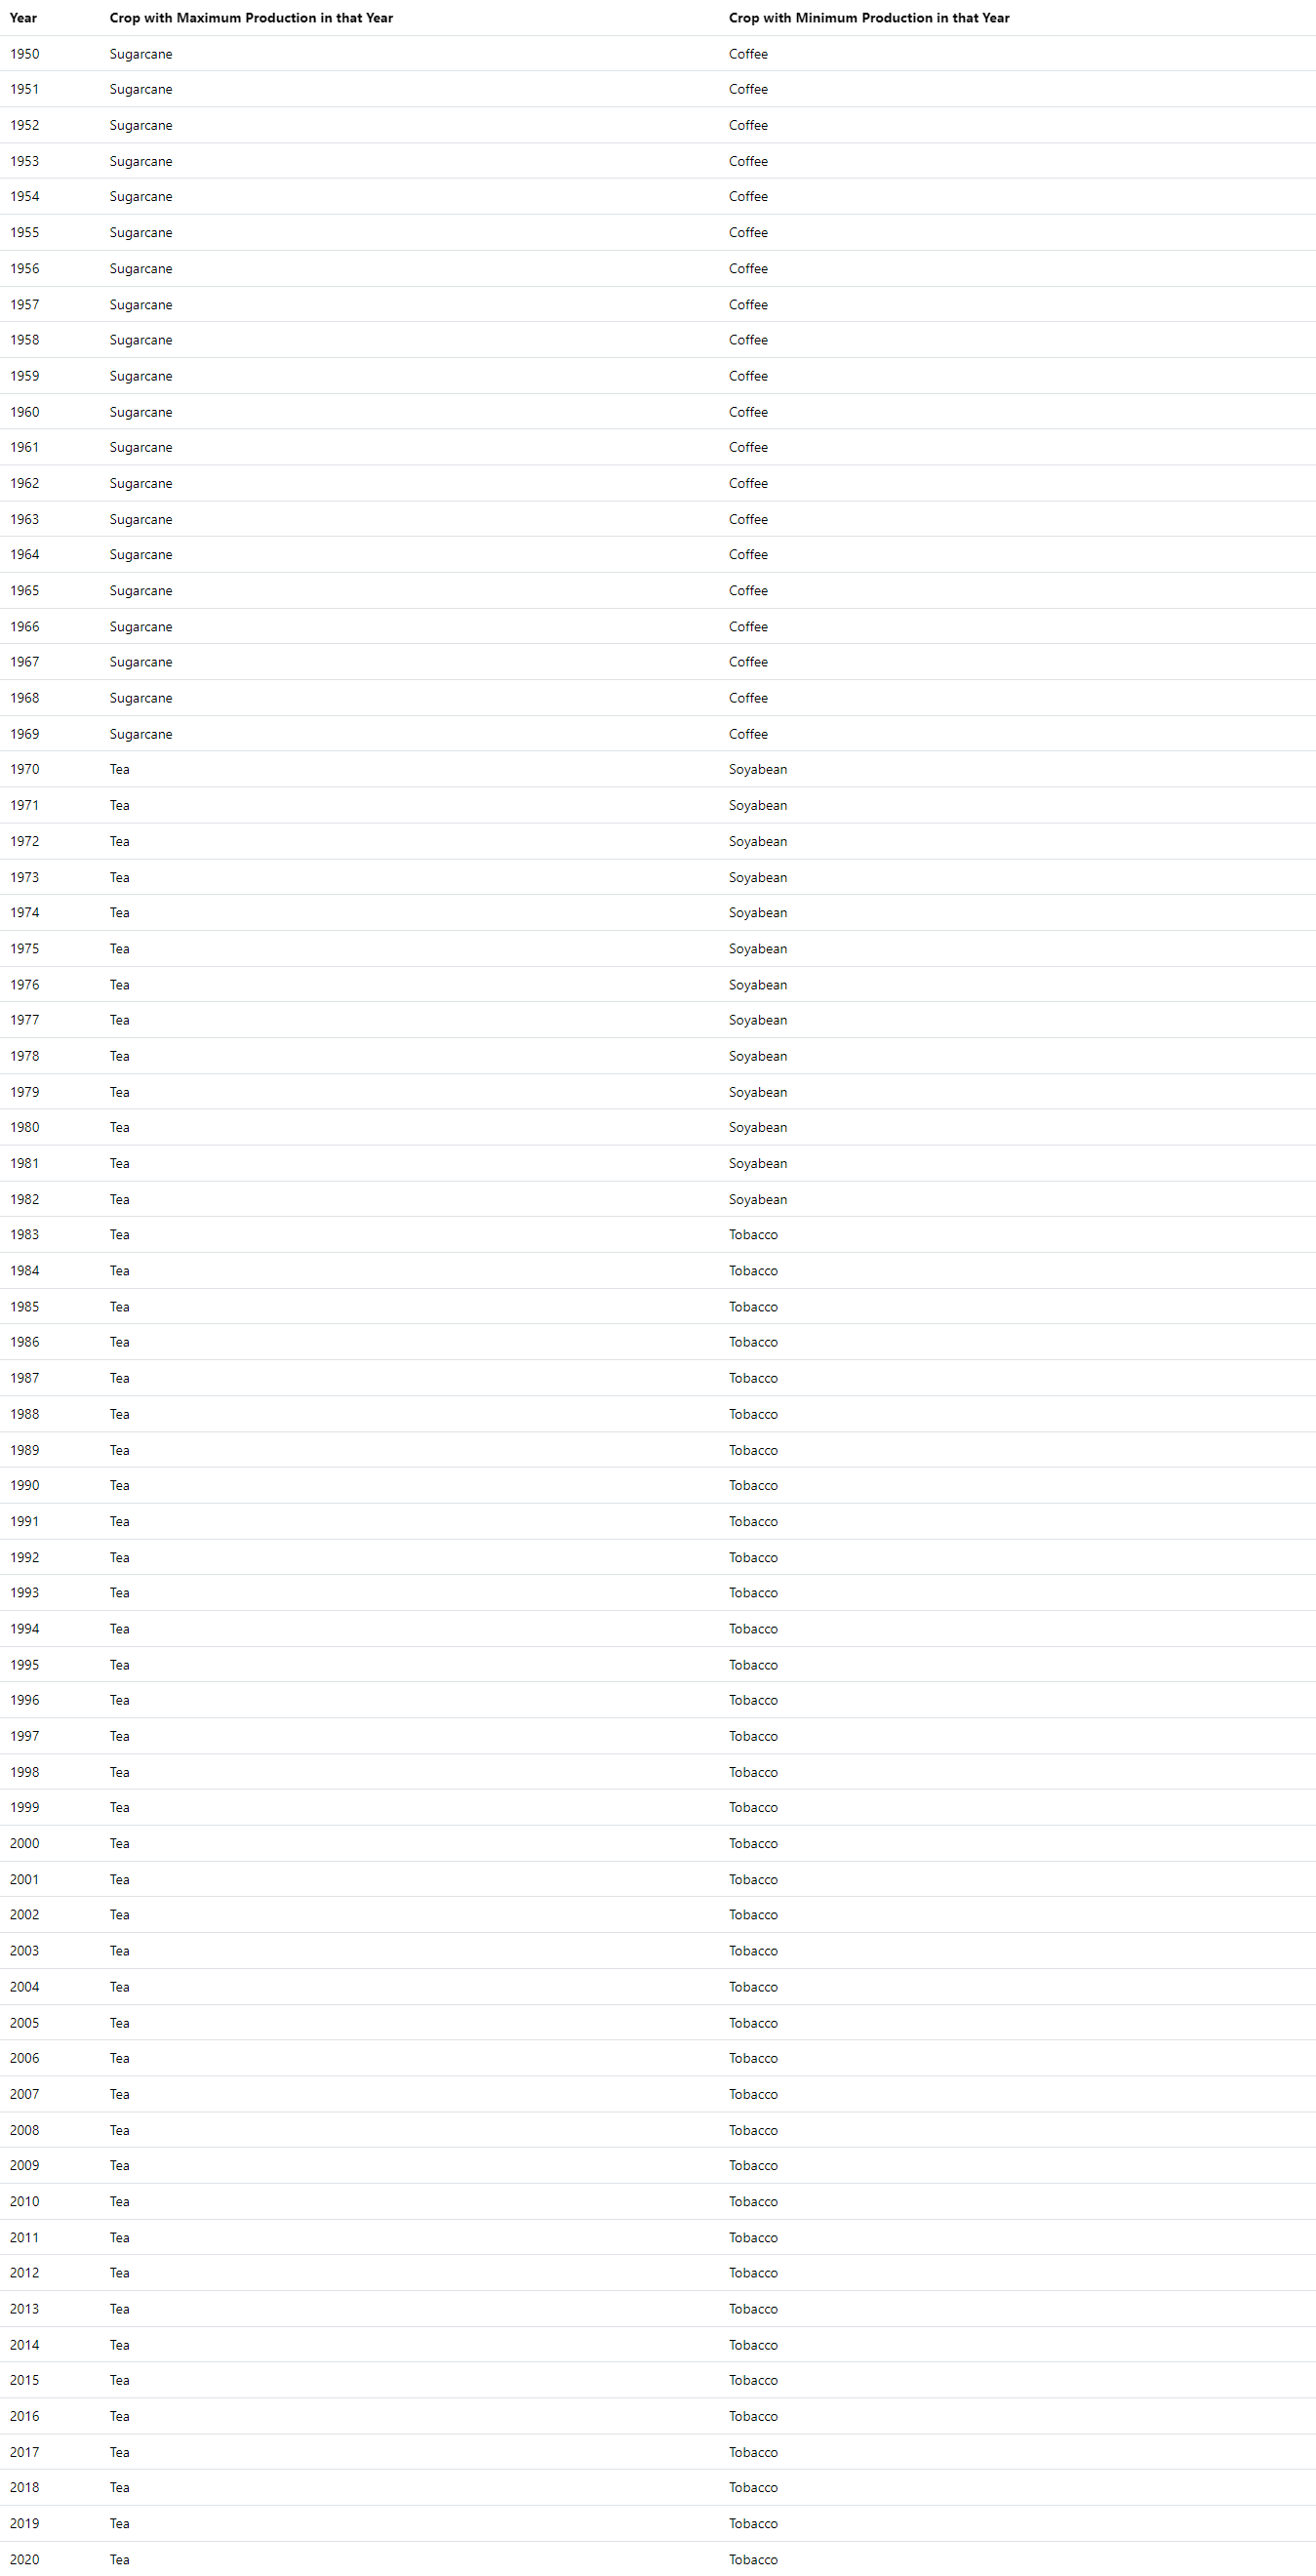 Year Crop with Maximum Production in that Year Crop with Minimum Production in that Year
1950 Sugarcane Coffee
1951 Sugarcane Coffee
1952 Sugarcane Coffee
1953 Sugarcane Coffee
1954 Sugarcane Coffee
1955 Sugarcane Coffee
1956 Sugarcane Coffee
1957 Sugarcane Coffee
1958 Sugarcane Coffee
1959 Sugarcane Coffee
1960 Sugarcane Coffee
1961 Sugarcane Coffee
1962 Sugarcane Coffee
1963 Sugarcane Coffee
1964 Sugarcane Coffee
1965 Sugarcane Coffee
1966 Sugarcane Coffee
1967 Sugarcane Coffee
1968 Sugarcane Coffee
1969 Sugarcane Coffee
1970 Tea Soyabean
1971 Tea Soyabean
1972 Tea Soyabean
1973 Tea Soyabean
1974 Tea Soyabean
1975 Tea Soyabean
1976 Tea Soyabean
1977 Tea Soyabean
1978 Tea Soyabean
1979 Tea Soyabean
1980 Tea Soyabean
1981 Tea Soyabean
1982 Tea Soyabean
1983 Tea Tobacco
1984 Tea Tobacco
1985 Tea Tobacco
1986 Tea Tobacco
1987 Tea Tobacco
1988 Tea Tobacco
1989 Tea Tobacco
1990 Tea Tobacco
1991 Tea Tobacco
1992 Tea Tobacco
1993 Tea Tobacco
1994 Tea Tobacco
1995 Tea Tobacco
1996 Tea Tobacco
1997 Tea Tobacco
1998 Tea Tobacco
1999 Tea Tobacco
2000 Tea Tobacco
2001 Tea Tobacco
2002 Tea Tobacco
2003 Tea Tobacco
2004 Tea Tobacco
2005 Tea Tobacco
2006 Tea Tobacco
2007 Tea Tobacco
2008 Tea Tobacco
2009 Tea Tobacco
2010 Tea Tobacco
2011 Tea Tobacco
2012 Tea Tobacco
2013 Tea Tobacco
2014 Tea Tobacco
2015 Tea Tobacco
2016 Tea Tobacco
2017 Tea Tobacco
2018 Tea Tobacco
2019 Tea Tobacco
2020 Tea Tobacco